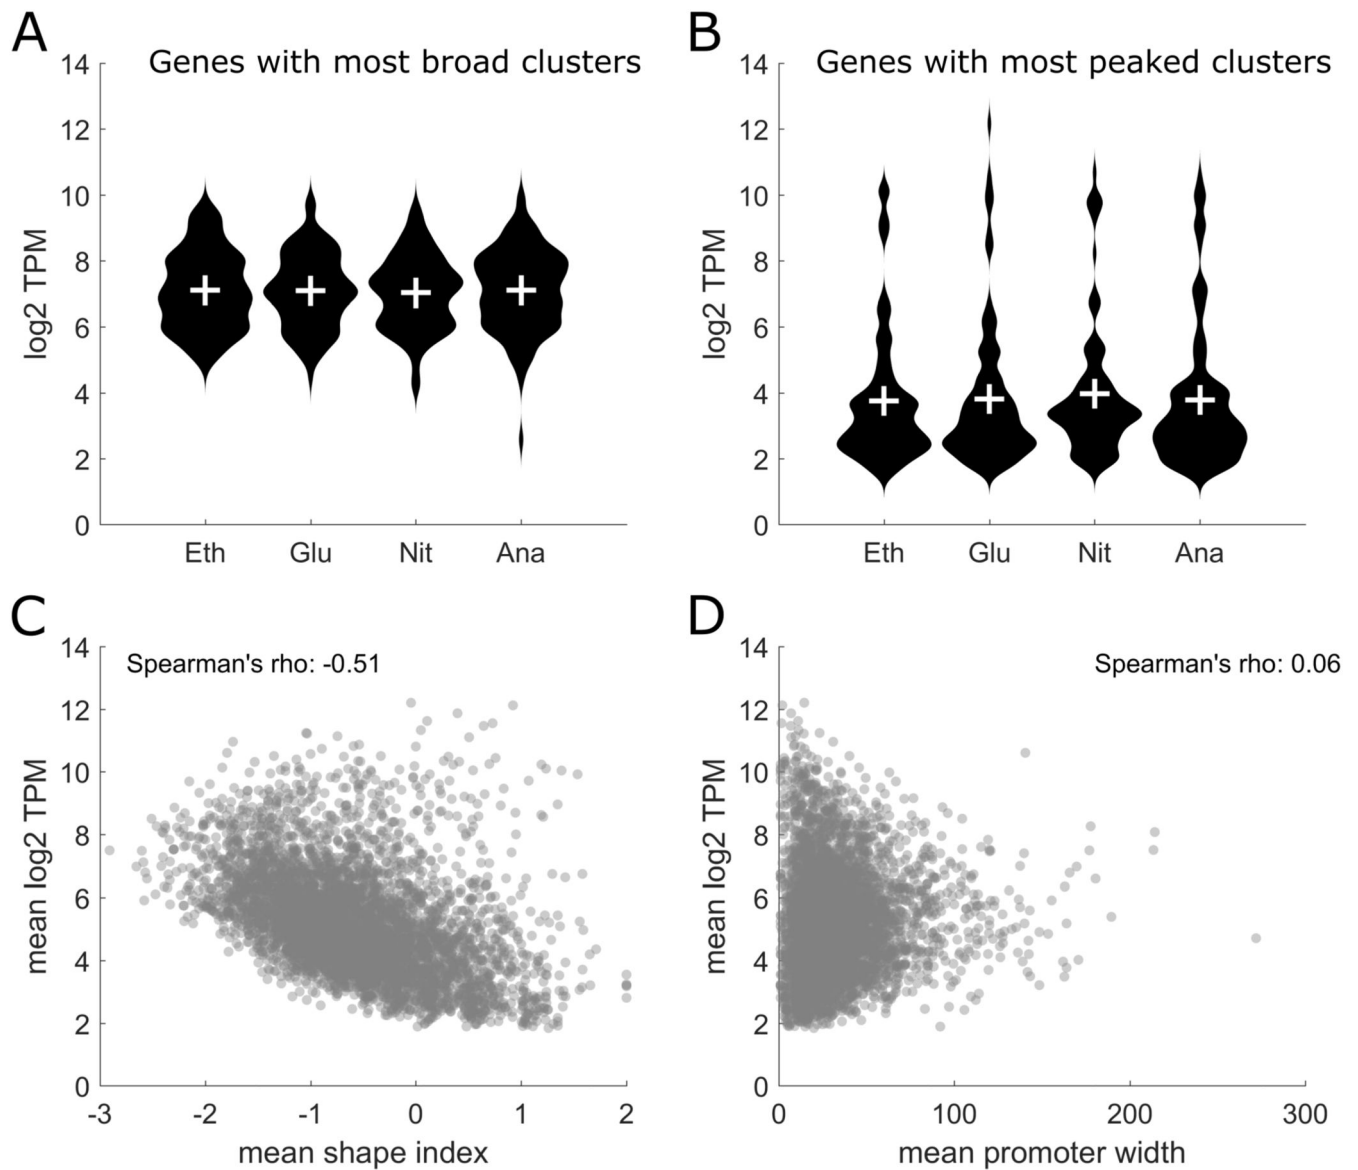 A
Genes with most broad clusters
14
12
10
8
6
4
2
0
log2 TPM
Eth Glu Nit Ana
B
Genes with most peaked clusters
14
12
10
8
6
4
2
0
log2 TPM
Eth Glu Nit Ana
C
Spearman's rho: -0.51
14
12
10
8
6
4
2
0
mean log2 TPM
-3 -2 -1 0 1 2
mean shape index
D
Spearman's rho: 0.06
14
12
10
8
6
4
2
0
mean log2 TPM
0 100 200 300
mean promoter width